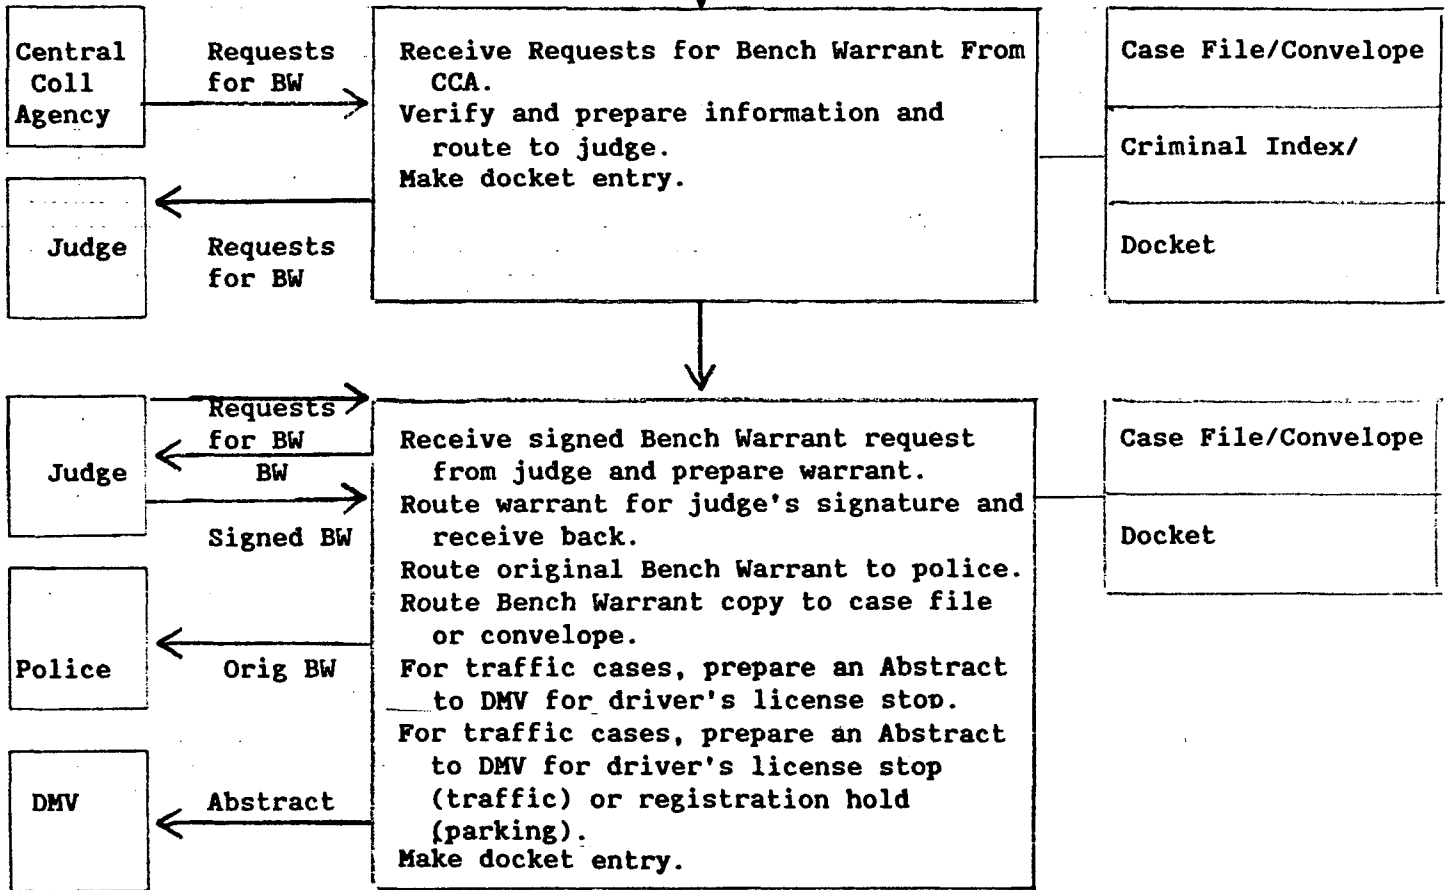 Central
Coll
Agency
Requests
for BW
Receive Requests for Bench Warrant From
CCA.
Verify and prepare information and
route to judge.
Make docket entry.
Case File/Convelope
Criminal Index/
Docket
Judge
Requests
for BW
Judge
Requests
for BW
BW
Signed BW
Receive signed Bench Warrant request
from judge and prepare warrant.
Route warrant for judge's signature and
receive back.
Route original Bench Warrant to police.
Route Bench Warrant copy to case file
or convelope.
For traffic cases, prepare an Abstract
to DMV for driver's license stop.
For traffic cases, prepare an Abstract
to DMV for driver's license stop
(traffic) or registration hold
(parking).
Make docket entry.
Case File/Convelope
Docket
Police
Orig BW
DMV
Abstract